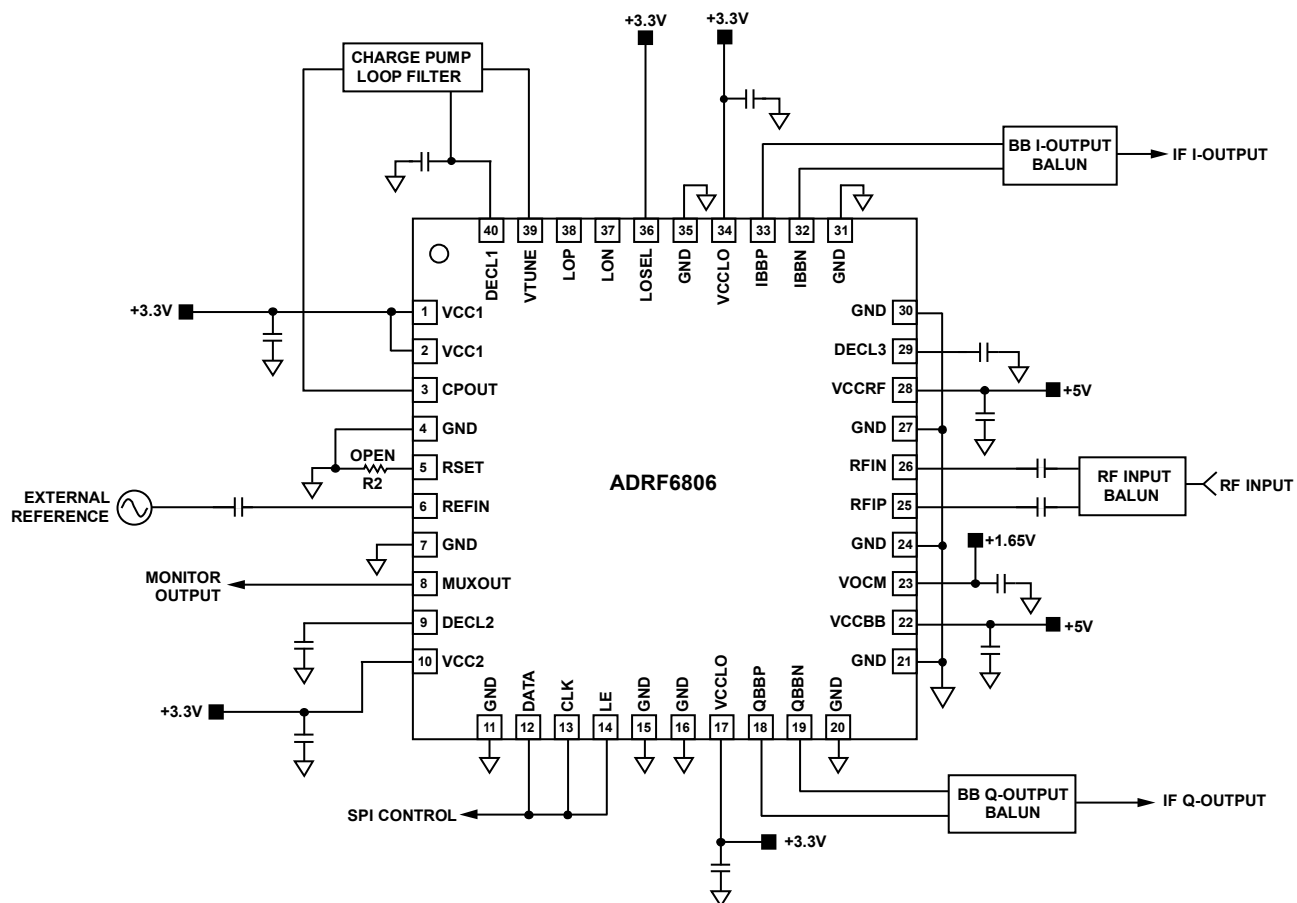 +3.3V
+3.3V
CHARGE PUMP
LOOP FILTER
BB I-OUTPUT
BALUN
IF I-OUTPUT
40
39
38
37
36
35
34
33
32
31
DECL1
VTUNE
LOP
LON
LOSEL
GND
VCCLO
IBBP
IBBN
GND
+3.3V
1
VCC1
2
VCC1
3
CPOUT
4
GND
OPEN
R2
5
RSET
EXTERNAL
REFERENCE
6
REFIN
7
GND
MONITOR
OUTPUT
8
MUXOUT
9
DECL2
10
VCC2
+3.3V
ADRF6806
GND
30
DECL3
29
VCCRF
28
+5V
GND
27
RFIN
26
RFIP
25
RF INPUT
BALUN
RF INPUT
GND
24
+1.65V
VOCM
23
VCCBB
22
+5V
GND
21
GND
DATA
CLK
LE
GND
GND
VCCLO
QBBP
QBBN
GND
11
12
13
14
15
16
17
18
19
20
SPI CONTROL
BB Q-OUTPUT
BALUN
IF Q-OUTPUT
+3.3V